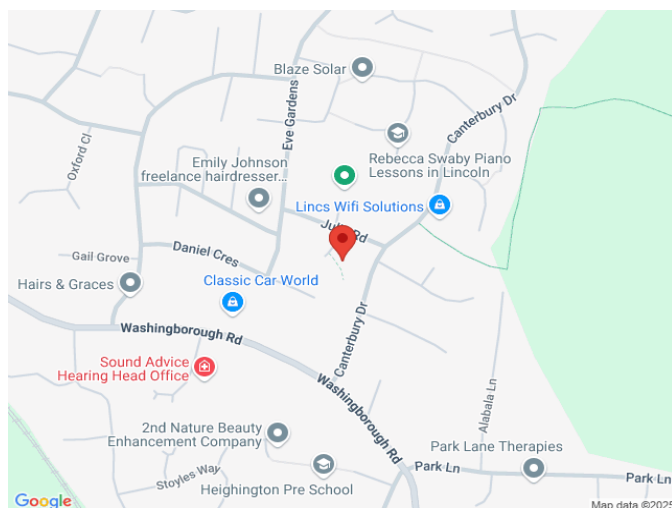 Blaze Solar
Eve Gardens
Canterbury Dr
Oxford Cl
Emily Johnson
freelance hairdresser...
Rebecca Swaby Piano
Lessons in Lincoln
Lincs Wifi Solutions
Rd
Daniel Cres
Gail Grove
Hairs & Graces
Classic Car World
Washingborough Rd
Canterbury Dr
Sound Advice
Hearing Head Office
Washingborough Rd
Alabala Ln
2nd Nature Beauty
Enhancement Company
Park Lane Therapies
Stoyles Way
Heighington Pre School
Park Ln
Park Ln
Google
Map data ©2025